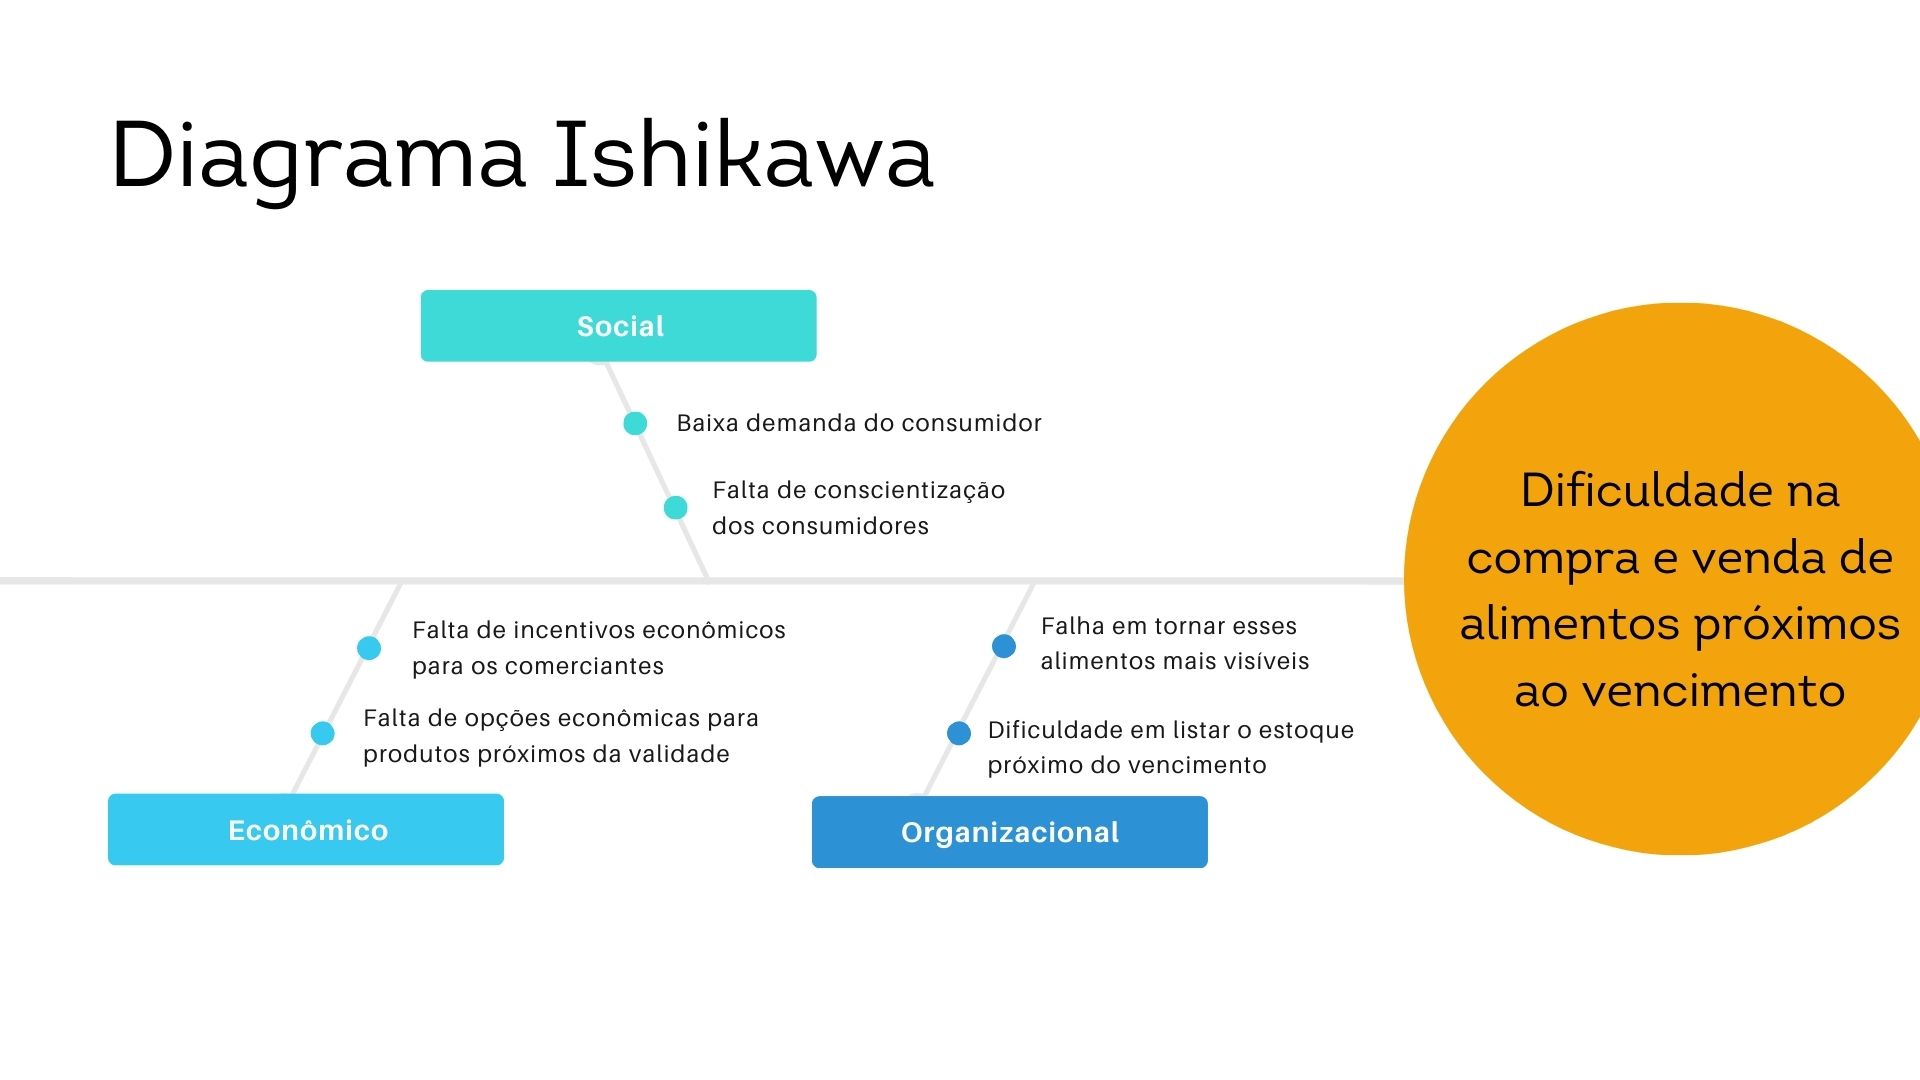 Diagrama Ishikawa
Social
Baixa demanda do consumidor
Falta de conscientização
dos consumidores
Falta de incentivos econômicos
para os comerciantes
Falta de opções econômicas para
produtos próximos da validade
Econômico
Falha em tornar esses
alimentos mais visíveis
Dificuldade em listar o estoque
próximo do vencimento
Organizacional
Dificuldade na
compra e venda de
alimentos próximos
ao vencimento